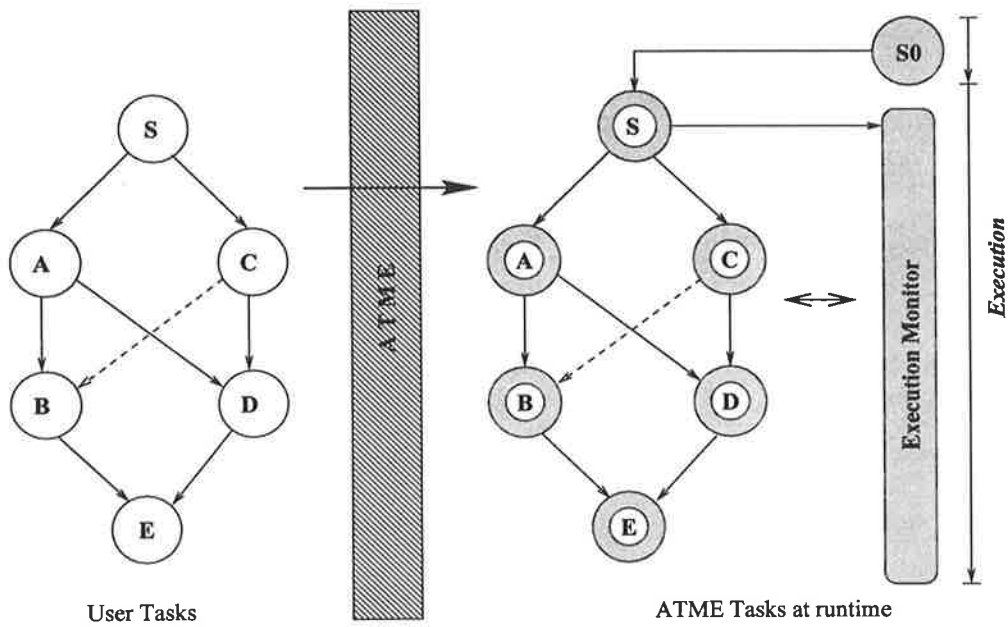 S
A
C
B
D
E
User Tasks
ATME
S0
S
A
C
B
D
E
ATME Tasks at runtime
Execution Monitor
Execution